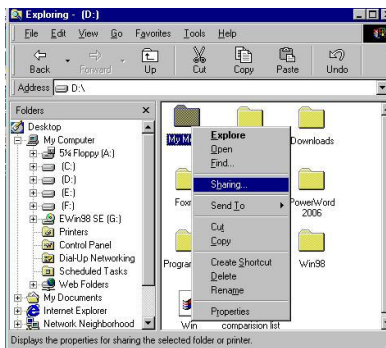 Exploring - (D:)
File Edit View Go Favorites Tools Help
Back Forward Up Cut Copy Paste Undo
Address D:\
Folders ×
Desktop
My Computer
5¼ Floppy (A:)
(C:)
(D:)
(E:)
(F:)
EWin98 SE (G:)
Printers
Control Panel
Dial-Up Networking
Scheduled Tasks
Web Folders
My Documents
Internet Explorer
Network Neighborhood
Downloads
PowerWord
2006
Win98
Win
comparision list
Explore
Open
Find...
Sharing...
Send To
Cut
Copy
Create Shortcut
Delete
Rename
Properties
Displays the properties for sharing the selected folder or printer.